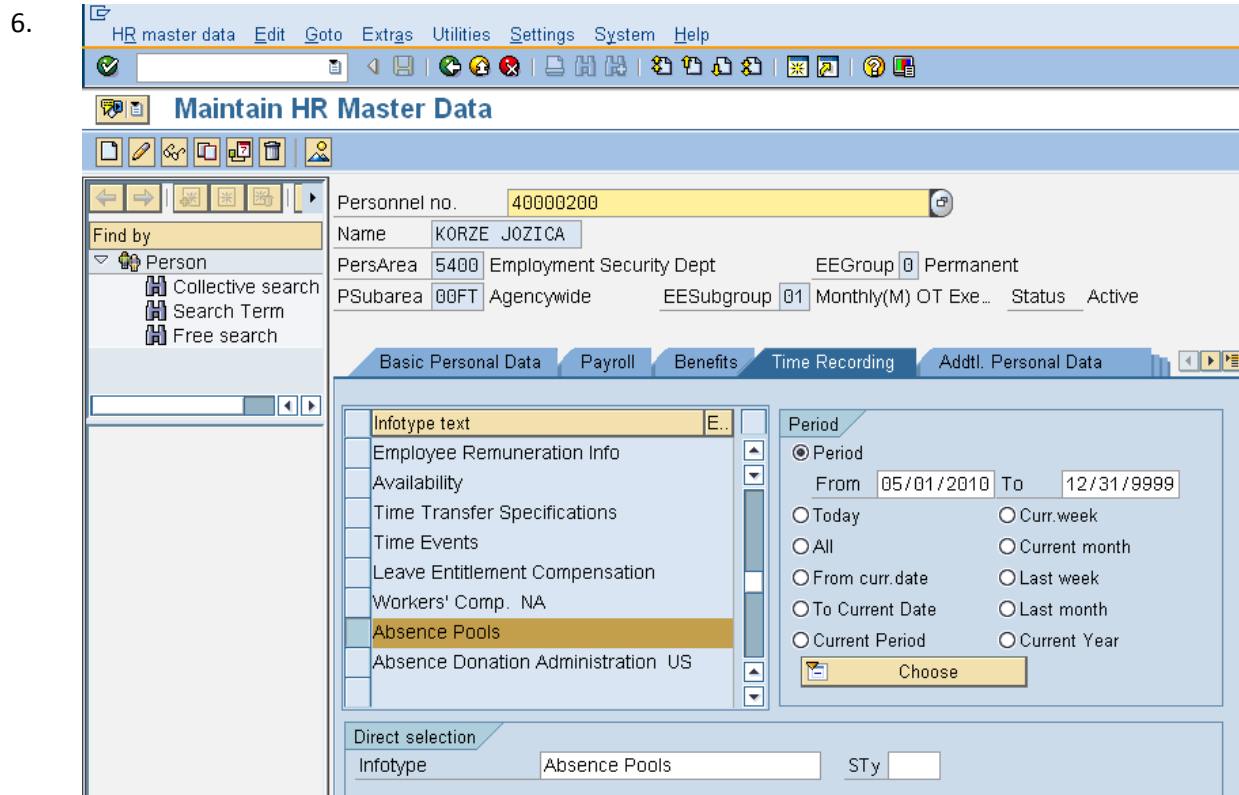 6.
HR master data Edit Goto Extras Utilities Settings System Help
Maintain HR Master Data
Find by
Person
Collective search
Search Term
Free search
Personnel no. 40000200
Name KORZE JOZICA
PersArea 5400 Employment Security Dept EEGroup 0 Permanent
PSubarea 00FT Agencywide EESubgroup 01 Monthly(M) OT Exe… Status Active
Basic Personal Data Payroll Benefits Time Recording Addtl. Personal Data
Infotype text E..
Employee Remuneration Info
Availability
Time Transfer Specifications
Time Events
Leave Entitlement Compensation
Workers' Comp. NA
Absence Pools
Absence Donation Administration US
Period
Period
From 05/01/2010 To 12/31/9999
Today Curr.week
All Current month
From curr.date Last week
To Current Date Last month
Current Period Current Year
Choose
Direct selection
Infotype Absence Pools STy